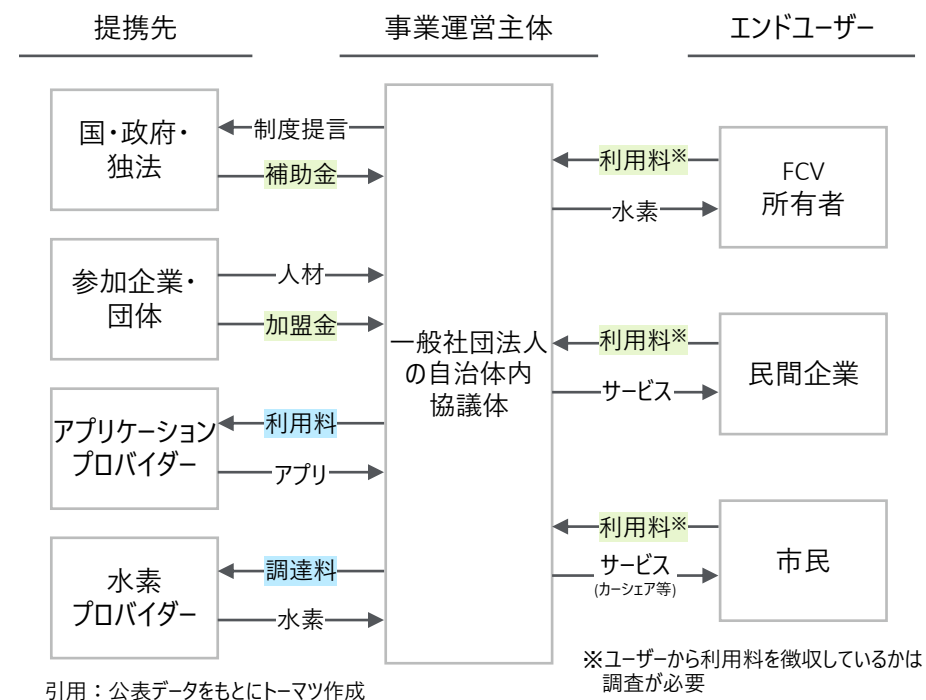 提携先
事業運営主体
エンドユーザー
国・政府・
独法
制度提言
補助金
参加企業・
団体
人材
加盟金
アプリケーション
プロバイダー
利用料
アプリ
水素
プロバイダー
調達料
水素
一般社団法人
の自治体内
協議体
利用料※
水素
FCV
所有者
利用料※
サービス
民間企業
利用料※
サービス
(カーシェア等)
市民
※ユーザーから利用料を徴収しているかは
調査が必要
引用：公表データをもとにトーマツ作成